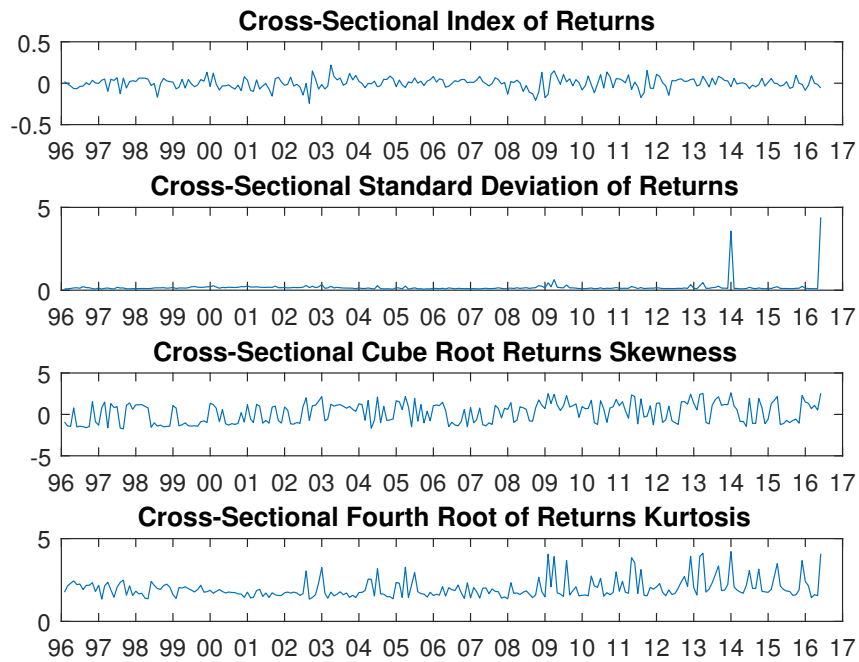 Cross-Sectional Index of Returns
0.5
0
-0.5
96 97 98 99 00 01 02 03 04 05 06 07 08 09 10 11 12 13 14 15 16 17
Cross-Sectional Standard Deviation of Returns
5
0
96 97 98 99 00 01 02 03 04 05 06 07 08 09 10 11 12 13 14 15 16 17
Cross-Sectional Cube Root Returns Skewness
5
0
-5
96 97 98 99 00 01 02 03 04 05 06 07 08 09 10 11 12 13 14 15 16 17
Cross-Sectional Fourth Root of Returns Kurtosis
5
0
96 97 98 99 00 01 02 03 04 05 06 07 08 09 10 11 12 13 14 15 16 17